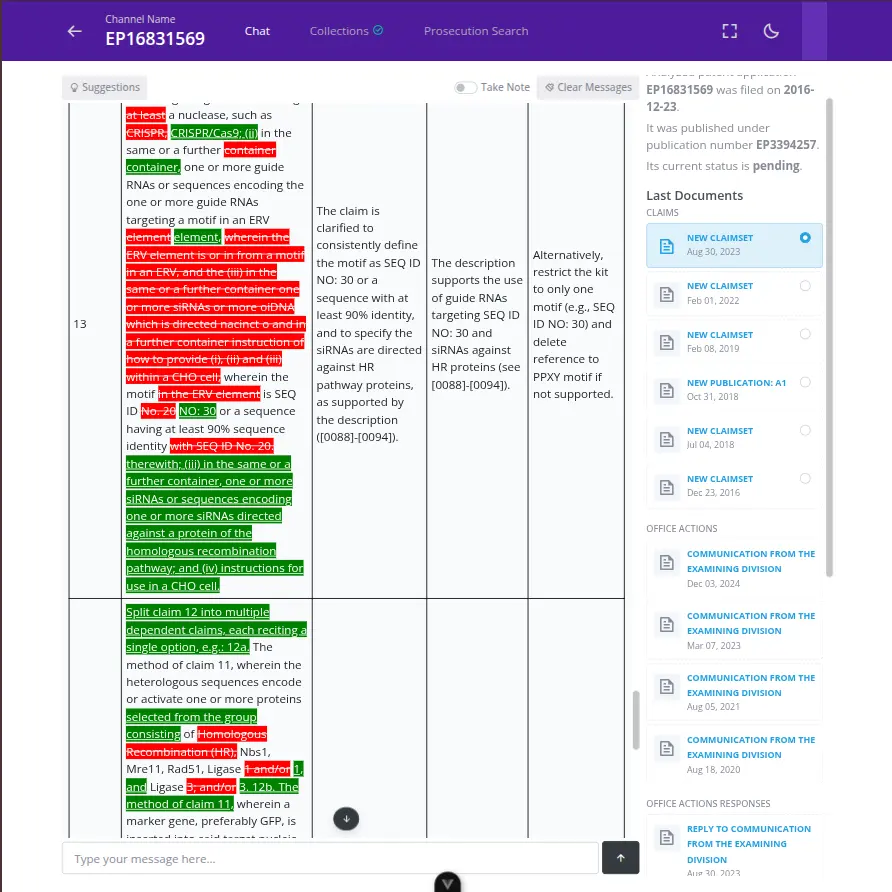 Channel Name
EP16831569
Chat
Collections
Prosecution Search
Suggestions
Take Note
Clear Messages
at least a nuclease, such as
CRISPR, CRISPR/Cas9; (ii) in the
same or a further container
container, one or more guide
RNAs or sequences encoding the
one or more guide RNAs
targeting a motif in an ERV
element element, wherein the
ERV element is or in from a motif
in an ERV, and the (iii) in the
same or a further container one
or more siRNAs or more oiDNA
which is directed nacinct o and in
a further container instruction of
how to provide (i), (ii) and (iii)
within a CHO cell, wherein the
motif in the ERV element is SEQ
ID No. 20 NO: 30 or a sequence
having at least 90% sequence
identity with SEQ ID No. 20.
therewith; (iii) in the same or a
further container, one or more
siRNAs or sequences encoding
one or more siRNAs directed
against a protein of the
homologous recombination
pathway; and (iv) instructions for
use in a CHO cell.
13
The claim is
clarified to
consistently define
the motif as SEQ ID
NO: 30 or a
sequence with at
least 90% identity,
and to specify the
siRNAs are directed
against HR
pathway proteins,
as supported by
the description
([0088]-[0094]).
The description
supports the use
of guide RNAs
targeting SEQ ID
NO: 30 and
siRNAs against
HR proteins (see
[0088]-[0094]).
Alternatively,
restrict the kit
to only one
motif (e.g., SEQ
ID NO: 30) and
delete
reference to
PPXY motif if
not supported.
Split claim 12 into multiple
dependent claims, each reciting a
single option, e.g.: 12a. The
method of claim 11, wherein the
heterologous sequences encode
or activate one or more proteins
selected from the group
consisting of Homologous
Recombination (HR), Nbs1,
Mre11, Rad51, Ligase 1 and/or 1,
and Ligase 3; and/or 3. 12b. The
method of claim 11, wherein a
marker gene, preferably GFP, is
inserted into said target nucleic
Type your message here...
Analyzed patent application
EP16831569 was filed on 2016-
12-23.
It was published under
publication number EP3394257.
Its current status is pending.
Last Documents
CLAIMS
NEW CLAIMSET
Aug 30, 2023
NEW CLAIMSET
Feb 01, 2022
NEW CLAIMSET
Feb 08, 2019
NEW PUBLICATION: A1
Oct 31, 2018
NEW CLAIMSET
Jul 04, 2018
NEW CLAIMSET
Dec 23, 2016
OFFICE ACTIONS
COMMUNICATION FROM THE
EXAMINING DIVISION
Dec 03, 2024
COMMUNICATION FROM THE
EXAMINING DIVISION
Mar 07, 2023
COMMUNICATION FROM THE
EXAMINING DIVISION
Aug 05, 2021
COMMUNICATION FROM THE
EXAMINING DIVISION
Aug 18, 2020
OFFICE ACTIONS RESPONSES
REPLY TO COMMUNICATION
FROM THE EXAMINING
DIVISION
Aug 30, 2023